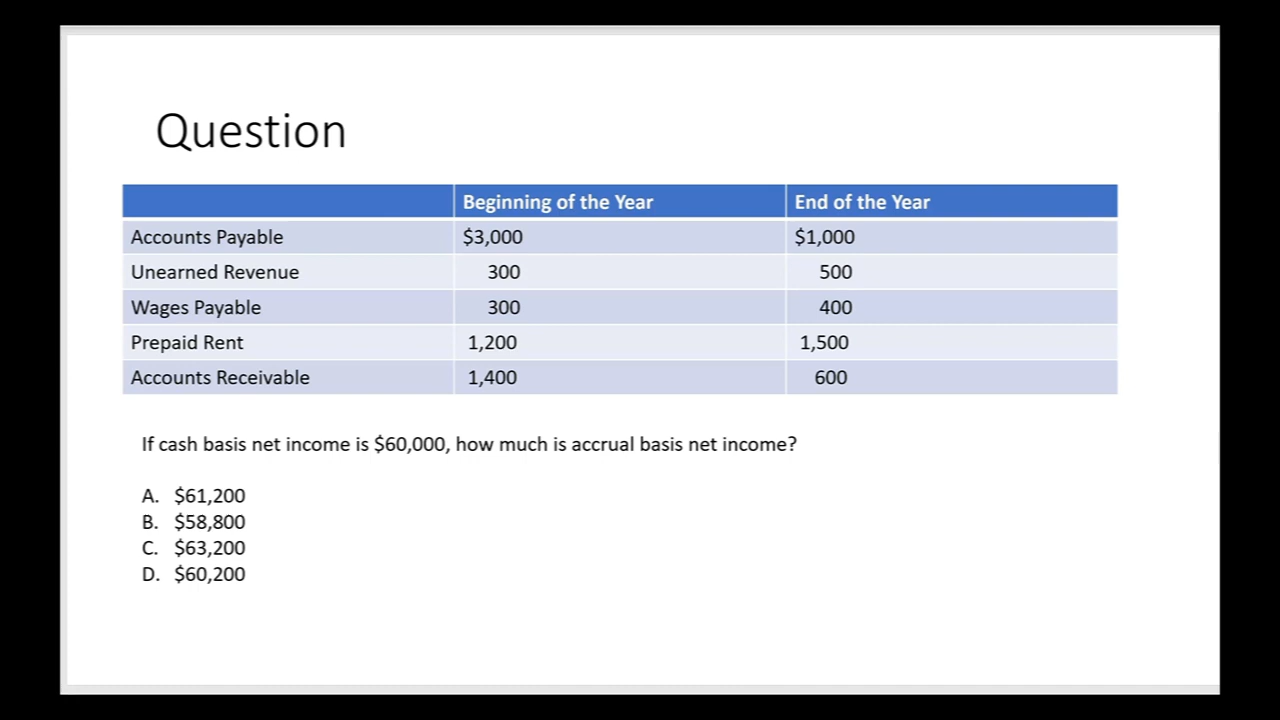 Question
Beginning of the Year End of the Year
Accounts Payable $3,000 $1,000
Unearned Revenue 300 500
Wages Payable 300 400
Prepaid Rent 1,200 1,500
Accounts Receivable 1,400 600
If cash basis net income is $60,000, how much is accrual basis net income?
A. $61,200
B. $58,800
C. $63,200
D. $60,200